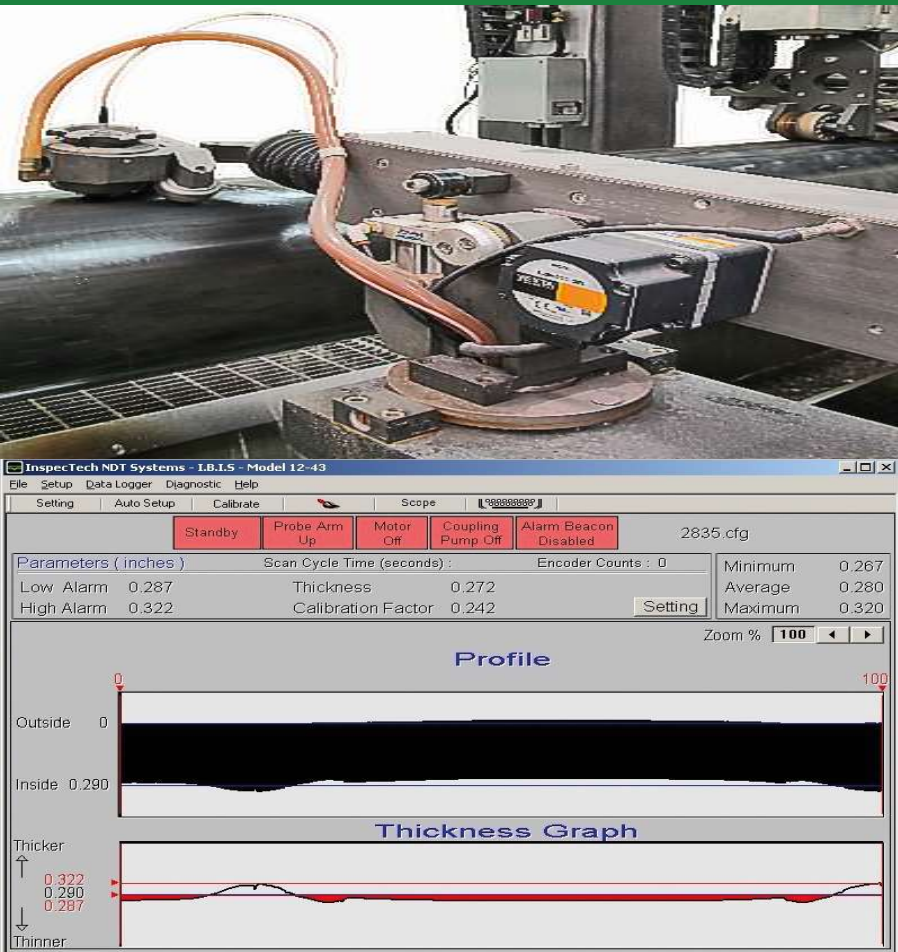 InspecTech NDT Systems - I.B.I.S - Model 12-43
File Setup Data Logger Diagnostic Help
Setting Auto Setup Calibrate Scope
Standby
Probe Arm Up
Motor Off
Coupling Pump Off
Alarm Beacon Disabled
2835.cfg
Parameters ( inches ) Scan Cycle Time (seconds) : Encoder Counts : 0
Low Alarm 0.287 Thickness 0.272
High Alarm 0.322 Calibration Factor 0.242 Setting
Minimum 0.267
Average 0.280
Maximum 0.320
Zoom % 100
Profile
0 100
Outside 0
Inside 0.290
Thickness Graph
Thicker
0.322
0.290
0.287
Thinner